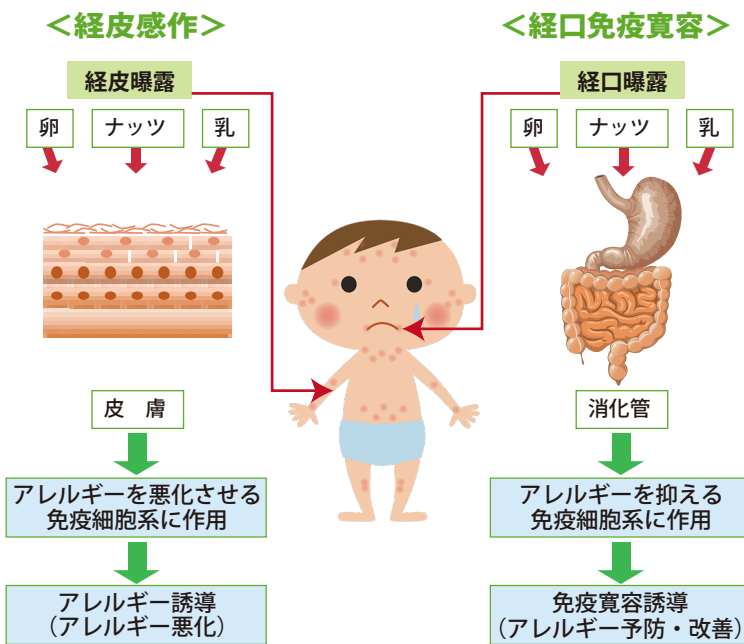 <経皮感作>
経皮曝露
卵
ナッツ
乳
皮　膚
アレルギーを悪化させる
免疫細胞系に作用
アレルギー誘導
（アレルギー悪化）
<経口免疫寛容>
経口曝露
卵
ナッツ
乳
消化管
アレルギーを抑える
免疫細胞系に作用
免疫寛容誘導
（アレルギー予防・改善）